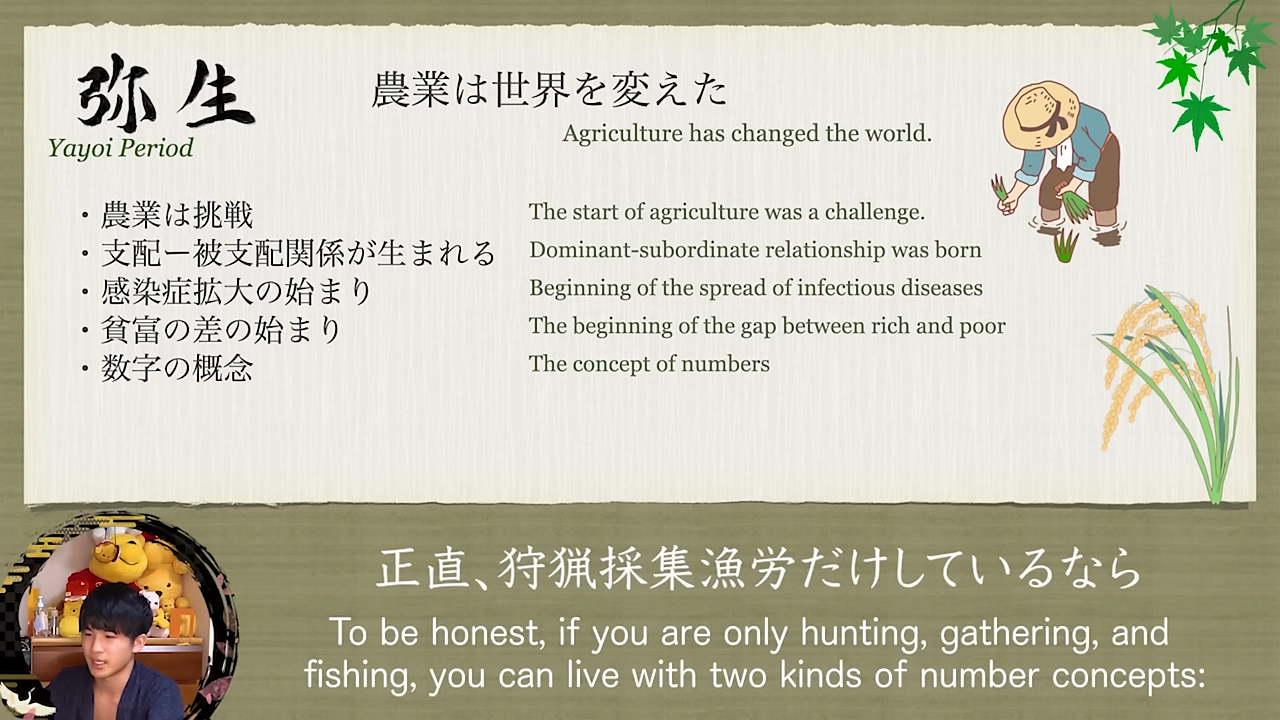 弥生
Yayoi Period
農業は世界を変えた
Agriculture has changed the world.
・農業は挑戦
The start of agriculture was a challenge.
・支配ー被支配関係が生まれる
Dominant-subordinate relationship was born
・感染症拡大の始まり
Beginning of the spread of infectious diseases
・貧富の差の始まり
The beginning of the gap between rich and poor
・数字の概念
The concept of numbers
正直、狩猟採集漁労だけしているなら
To be honest, if you are only hunting, gathering, and
fishing, you can live with two kinds of number concepts: